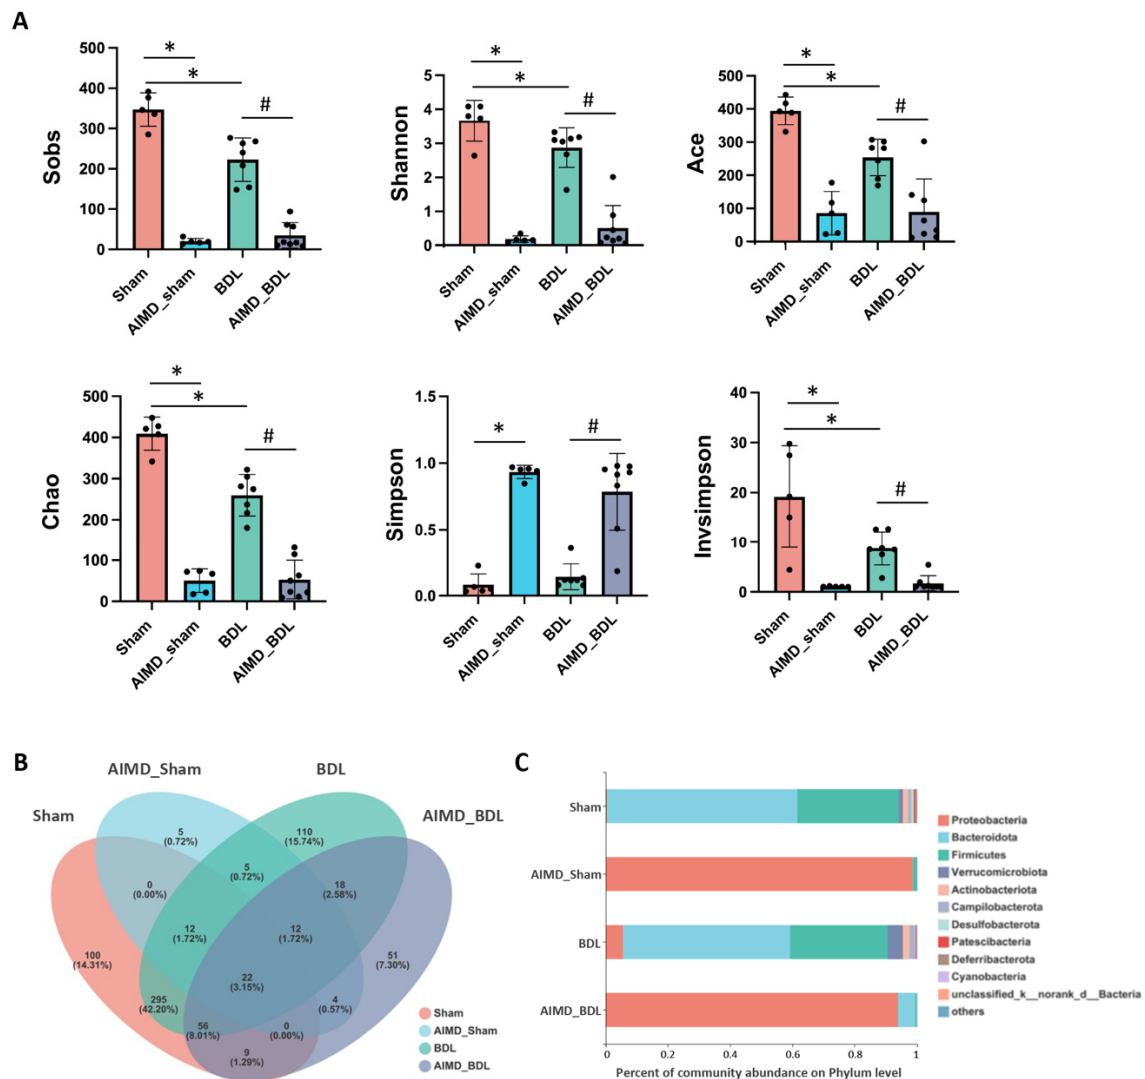 A
Sobs
500
400
300
200
100
0
*
*
#
Sham
AIMD_sham
BDL
AIMD_BDL
Shannon
5
4
3
2
1
0
*
*
#
Sham
AIMD_sham
BDL
AIMD_BDL
Ace
500
400
300
200
100
0
*
*
#
Sham
AIMD_sham
BDL
AIMD_BDL
Chao
500
400
300
200
100
0
*
*
#
Sham
AIMD_sham
BDL
AIMD_BDL
Simpson
1.5
1.0
0.5
0.0
*
#
Sham
AIMD_sham
BDL
AIMD_BDL
Invsimpson
40
30
20
10
0
*
*
#
Sham
AIMD_sham
BDL
AIMD_BDL
B
AIMD_Sham
BDL
Sham
AIMD_BDL
5
(0.72%)
110
(15.74%)
5
(0.72%)
0
(0.00%)
18
(2.58%)
12
(1.72%)
12
(1.72%)
100
(14.31%)
51
(7.30%)
22
(3.15%)
295
(42.20%)
4
(0.57%)
56
(8.01%)
0
(0.00%)
9
(1.29%)
Sham
AIMD_Sham
BDL
AIMD_BDL
C
Sham
AIMD_Sham
BDL
AIMD_BDL
0
0.2
0.4
0.6
0.8
1
Percent of community abundance on Phylum level
Proteobacteria
Bacteroidota
Firmicutes
Verrucomicrobiota
Actinobacteriota
Campilobacterota
Desulfobacterota
Patescibacteria
Deferribacterota
Cyanobacteria
unclassified_k__norank_d__Bacteria
others